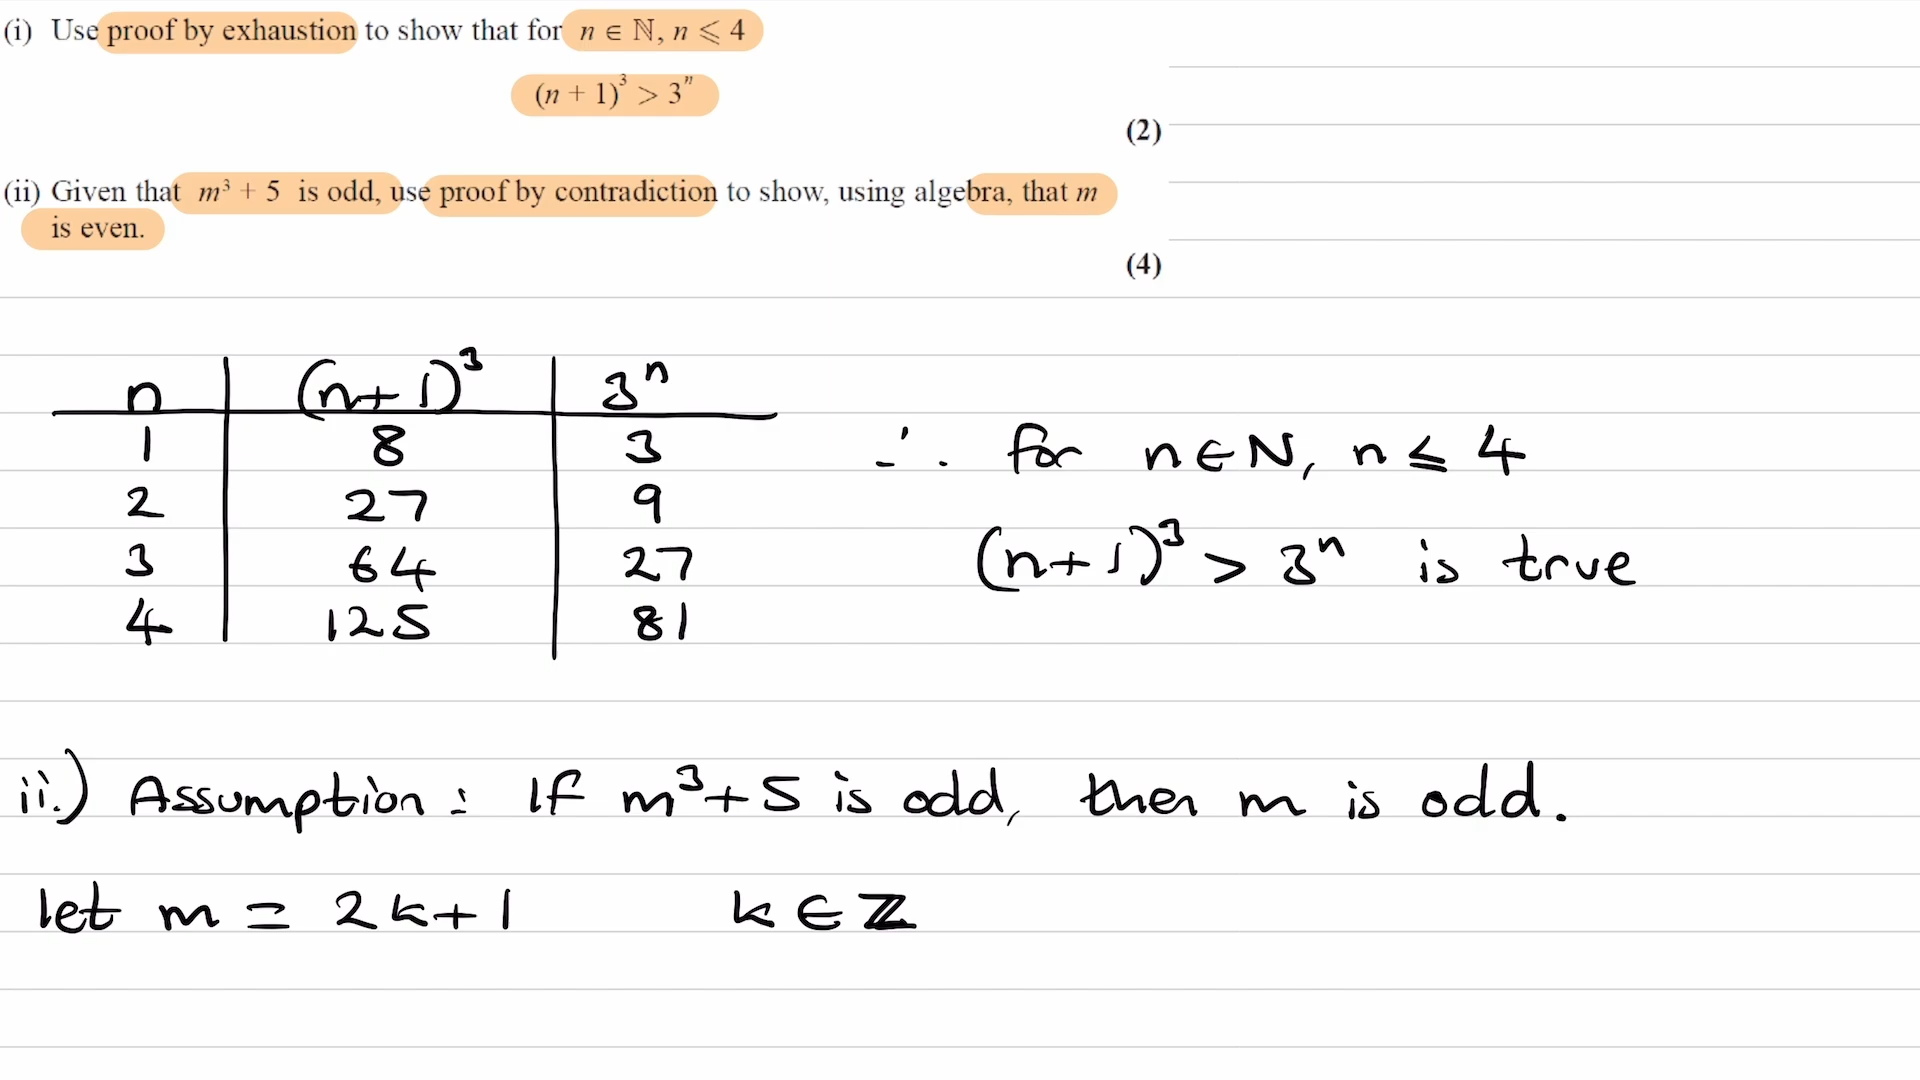 (i) Use proof by exhaustion to show that for n ∈ ℕ, n ⩽ 4
(n + 1)³ > 3ⁿ
(2)
(ii) Given that m³ + 5 is odd, use proof by contradiction to show, using algebra, that m
is even.
(4)
n (n+1)³ 3ⁿ
1 8 3
2 27 9
3 64 27
4 125 81
∴ for n∈N, n ≤ 4
(n+1)³ > 3ⁿ is true
ii.) Assumption: If m³+5 is odd, then m is odd.
let m = 2k+1 k ∈ ℤ